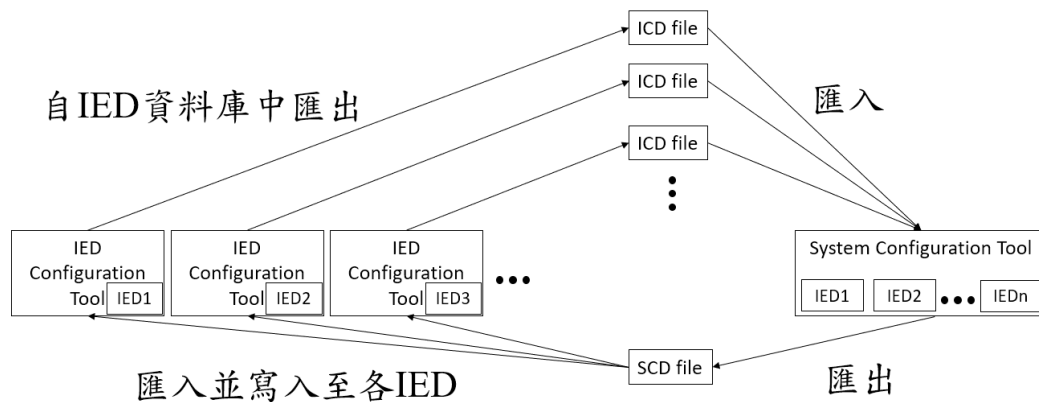 ICD file
ICD file
自IED資料庫中匯出
匯入
ICD file
IED
Configuration
Tool
IED1
IED
Configuration
Tool
IED2
IED
Configuration
Tool
IED3
System Configuration Tool
IED1
IED2
IEDn
SCD file
匯入並寫入至各IED
匯出